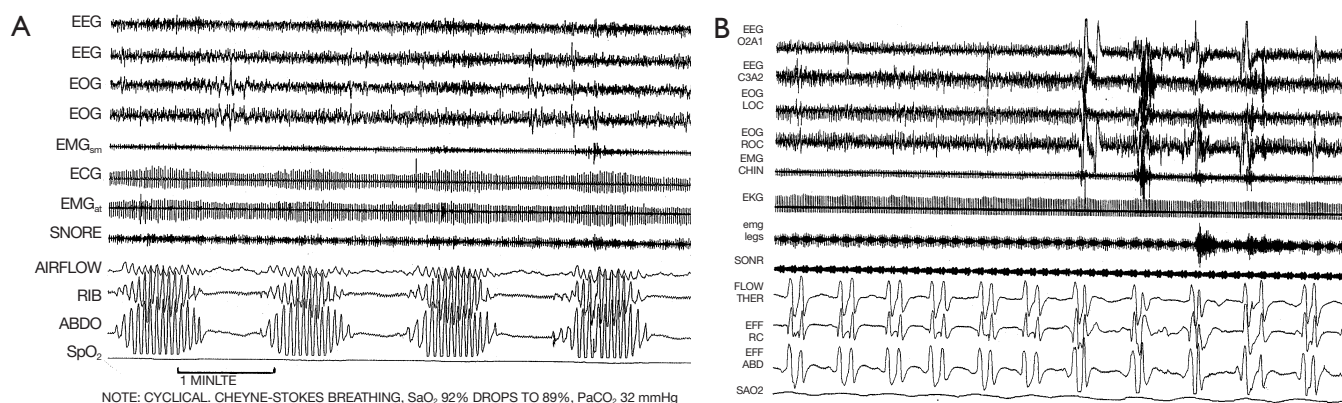 A
EEG
EEG
EOG
EOG
EMGsm
ECG
EMGat
SNORE
AIRFLOW
RIB
ABDO
SpO2
1 MINLTE
NOTE: CYCLICAL, CHEYNE-STOKES BREATHING, SaO2 92% DROPS TO 89%, PaCO2 32 mmHg
B
EEG
O2A1
EEG
C3A2
EOG
LOC
EOG
ROC
EMG
CHIN
EKG
emg
legs
SONR
FLOW
THER
EFF
RC
EFF
ABD
SAO2